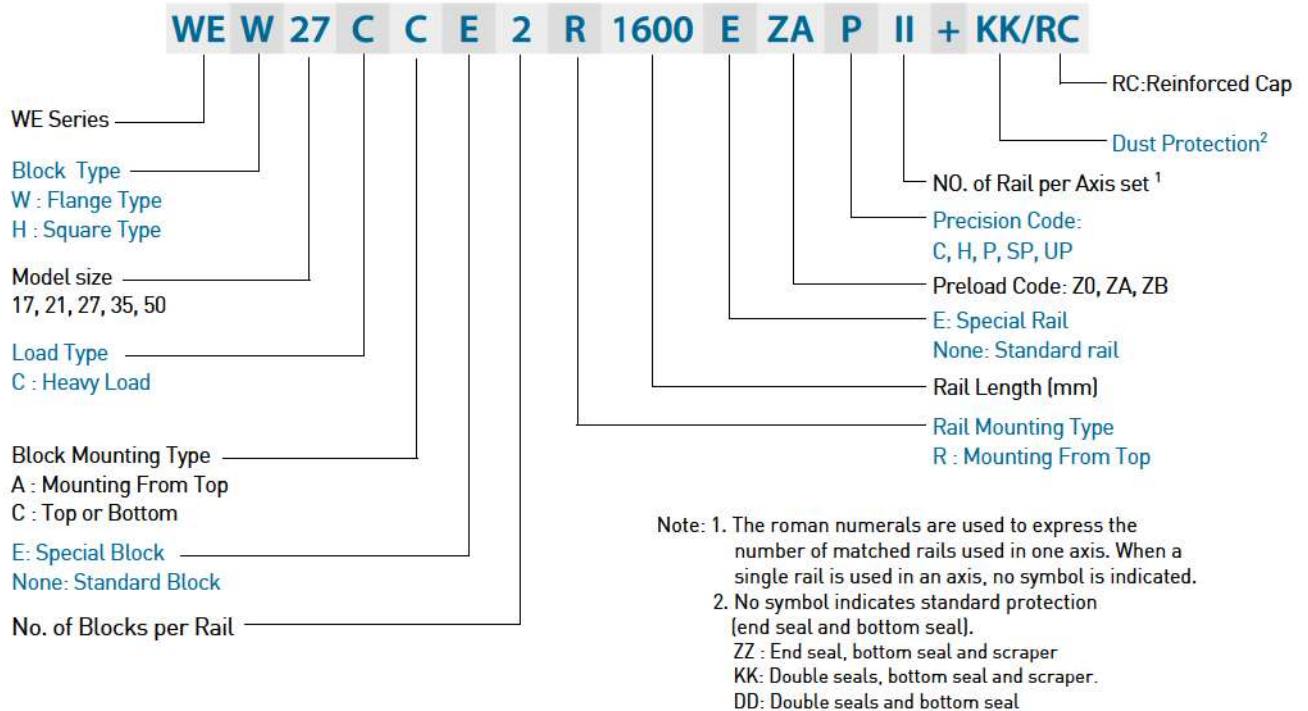 WE W 27 C C E 2 R 1600 E ZA P II + KK/RC
WE Series
Block Type
W : Flange Type
H : Square Type
Model size
17, 21, 27, 35, 50
Load Type
C : Heavy Load
Block Mounting Type
A : Mounting From Top
C : Top or Bottom
E: Special Block
None: Standard Block
No. of Blocks per Rail
RC:Reinforced Cap
Dust Protection²
NO. of Rail per Axis set ¹
Precision Code:
C, H, P, SP, UP
Preload Code: Z0, ZA, ZB
E: Special Rail
None: Standard rail
Rail Length (mm)
Rail Mounting Type
R : Mounting From Top
Note: 1. The roman numerals are used to express the
number of matched rails used in one axis. When a
single rail is used in an axis, no symbol is indicated.
2. No symbol indicates standard protection
(end seal and bottom seal).
ZZ : End seal, bottom seal and scraper
KK: Double seals, bottom seal and scraper.
DD: Double seals and bottom seal